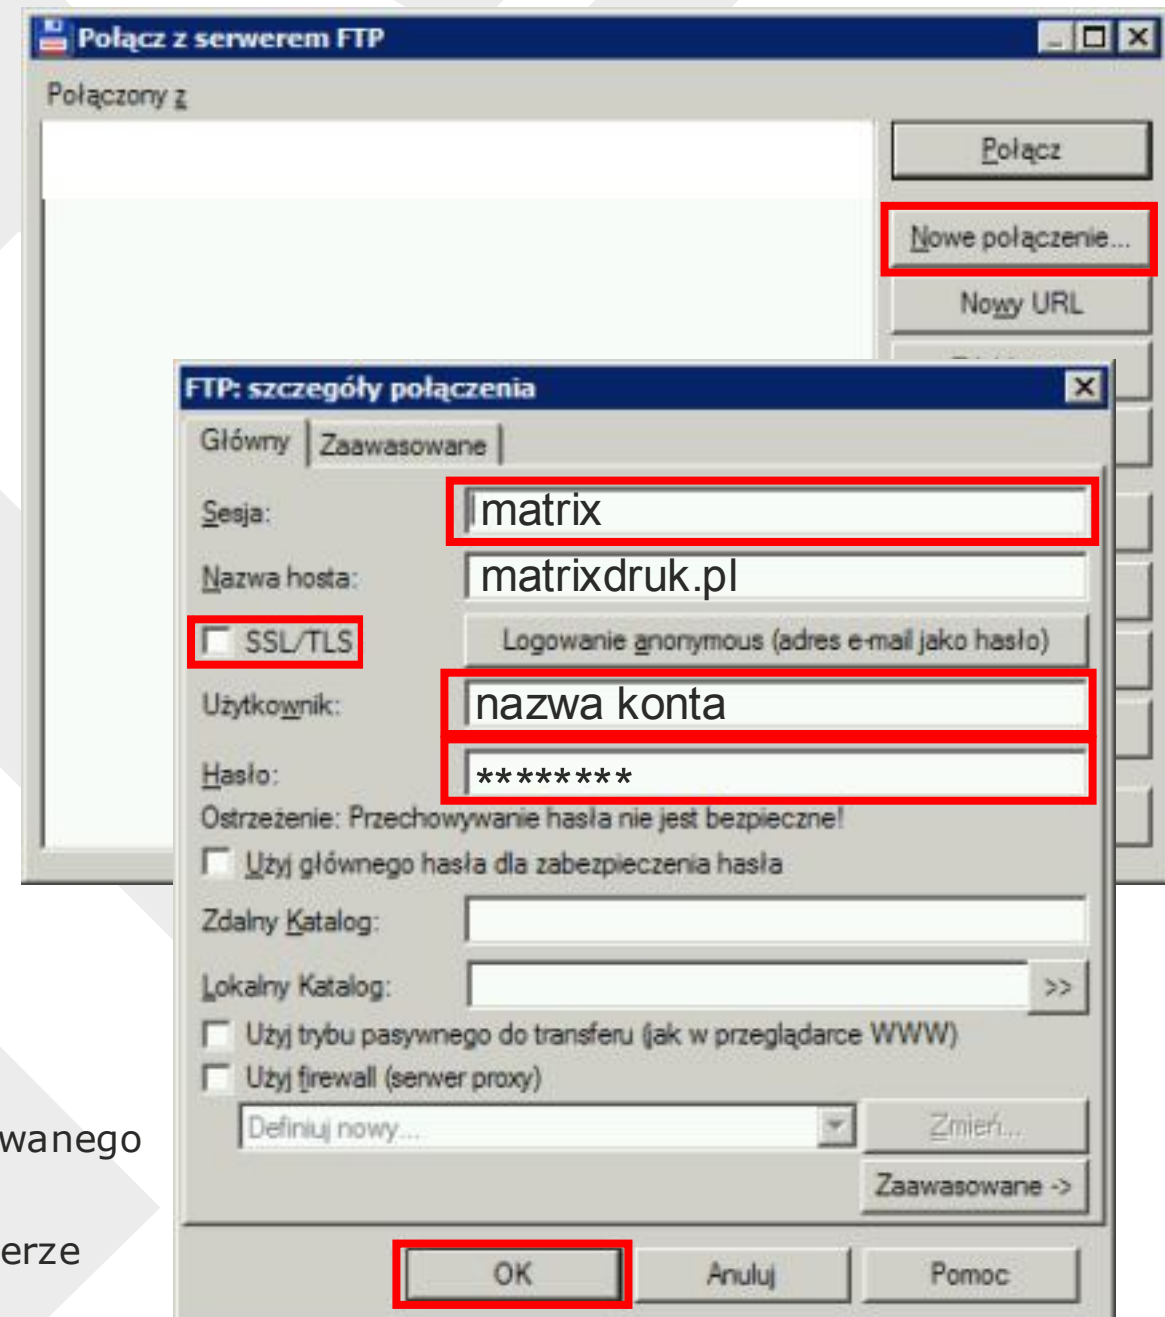 Połącz z serwerem FTP
Połączony z
Połącz
Nowe połączenie...
Nowy URL
FTP: szczegóły połączenia
Główny Zaawasowane
Sesja: matrix
Nazwa hosta: matrixdruk.pl
SSL/TLS Logowanie anonymous (adres e-mail jako hasło)
Użytkownik: nazwa konta
Hasło: ********
Ostrzeżenie: Przechowywanie hasła nie jest bezpieczne!
Użyj głównego hasła dla zabezpieczenia hasła
Zdalny Katalog:
Lokalny Katalog: >>
Użyj trybu pasywnego do transferu (jak w przeglądarce WWW)
Użyj firewall (serwer proxy)
Definiuj nowy... Zmień...
wanego
Zaawasowane ->
erze
OK Anuluj Pomoc